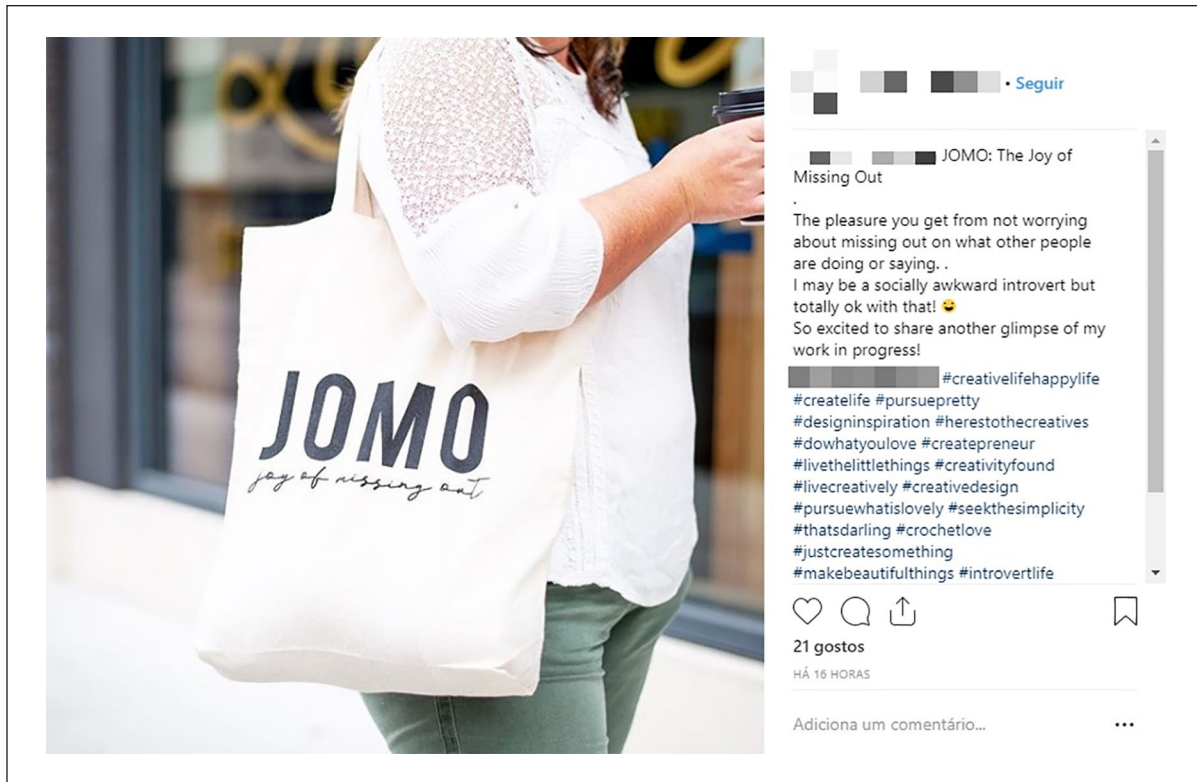 JOMO
joy of missing out
• Seguir
JOMO: The Joy of
Missing Out
.
The pleasure you get from not worrying
about missing out on what other people
are doing or saying. .
I may be a socially awkward introvert but
totally ok with that! 😄
So excited to share another glimpse of my
work in progress!
#creativelifehappylife
#createlife #pursuepretty
#designinspiration #herestothecreatives
#dowhatyoulove #createpreneur
#livethelittlethings #creativityfound
#livecreatively #creativedesign
#pursuewhatislovely #seekthesimplicity
#thatsdarling #crochetlove
#justcreatesomething
#makebeautifulthings #introvertlife
21 gostos
HÁ 16 HORAS
Adiciona um comentário...